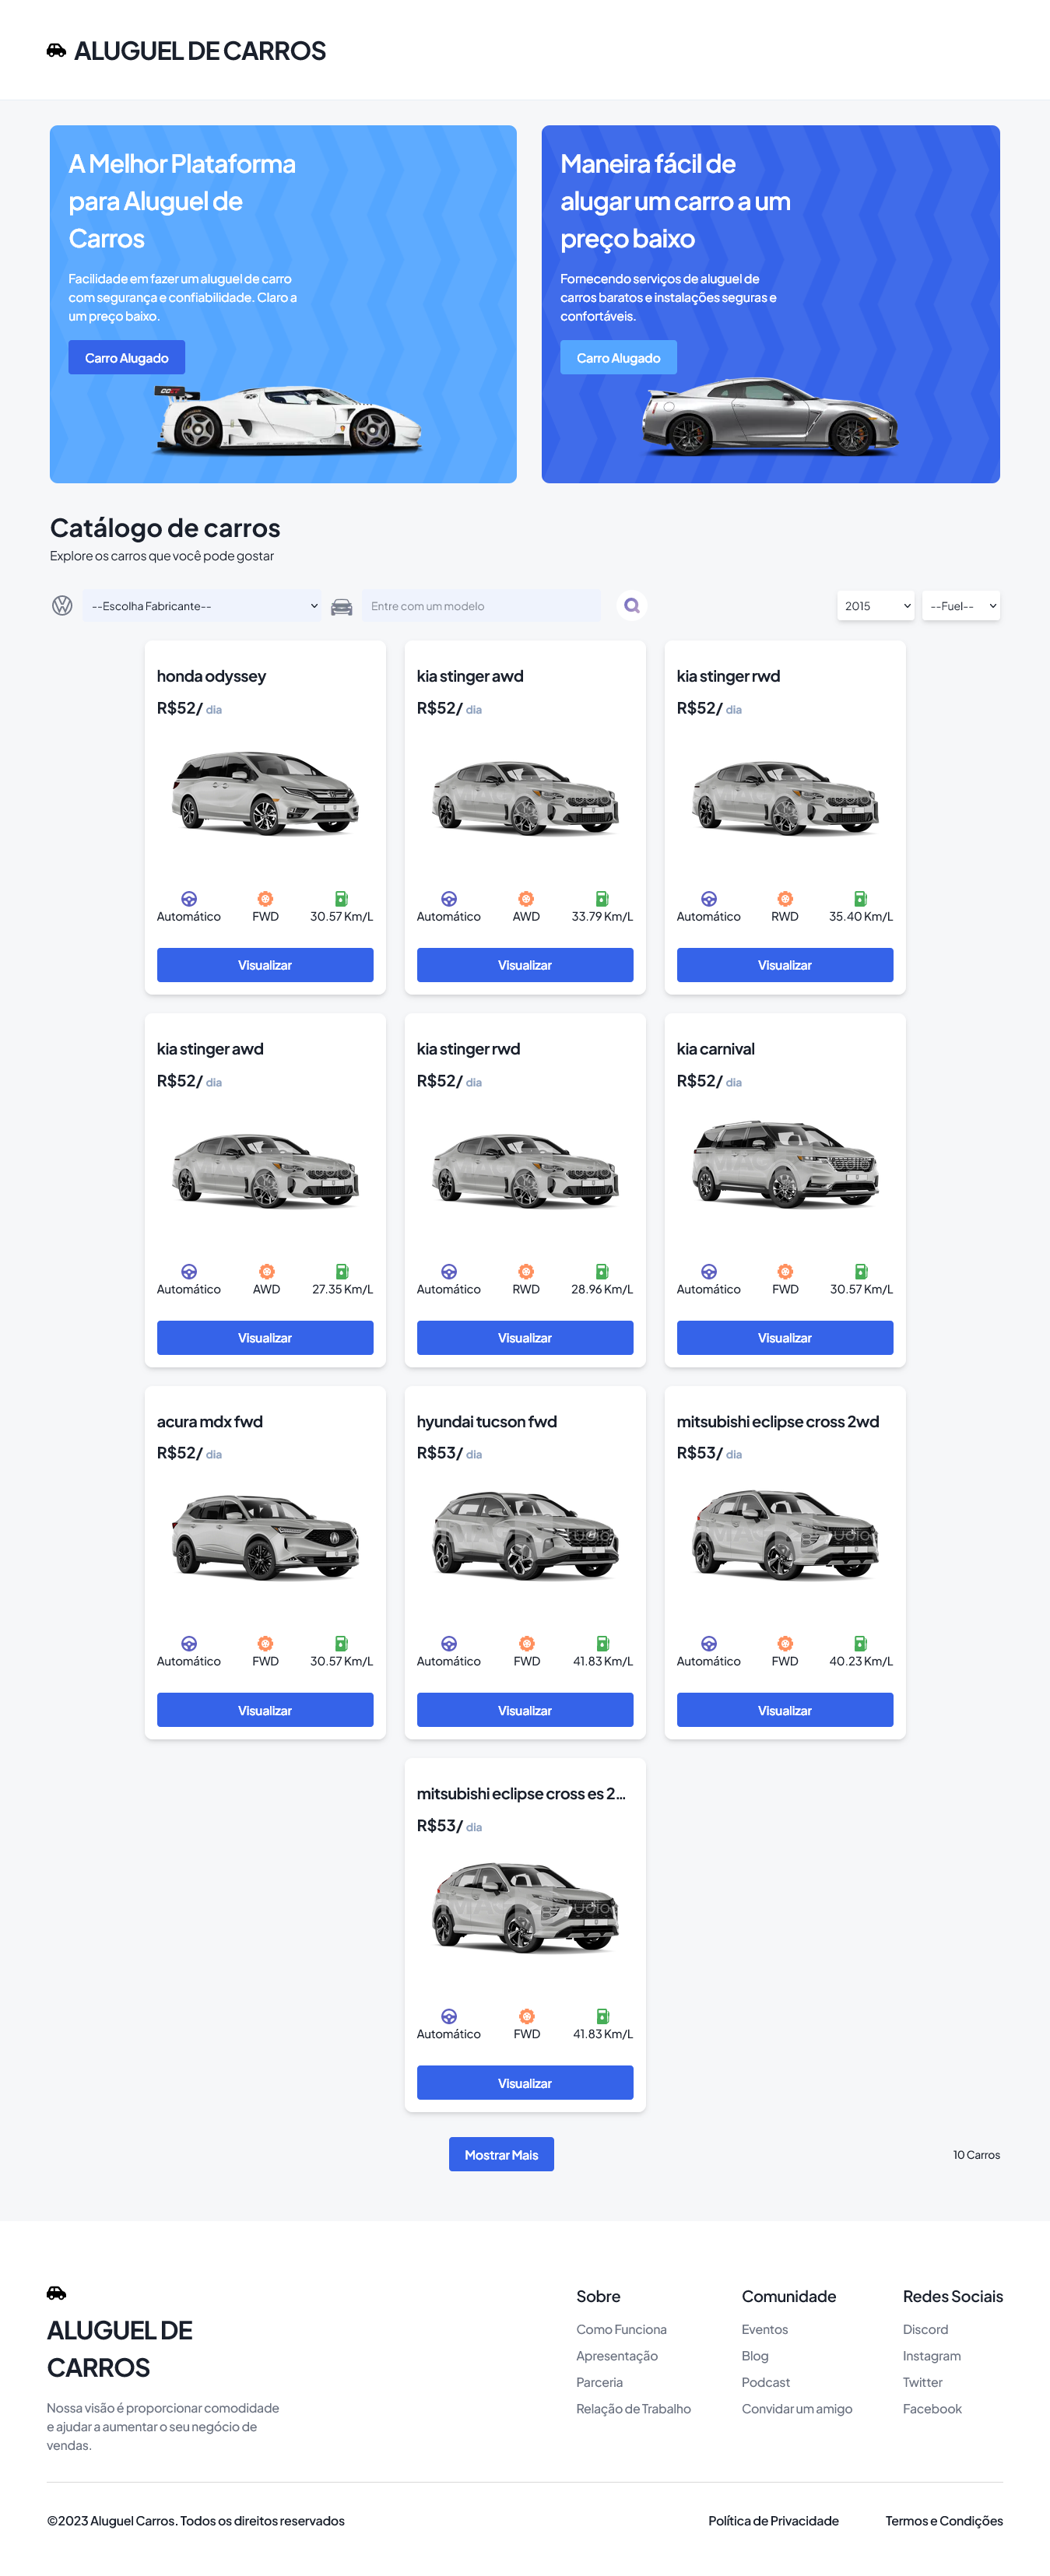 ALUGUEL DE CARROS
A Melhor Plataforma
para Aluguel de
Carros
Facilidade em fazer um aluguel de carro
com segurança e confiabilidade. Claro a
um preço baixo.
Carro Alugado
Maneira fácil de
alugar um carro a um
preço baixo
Fornecendo serviços de aluguel de
carros baratos e instalações seguras e
confortáveis.
Carro Alugado
Catálogo de carros
Explore os carros que você pode gostar
--Escolha Fabricante--
Entre com um modelo
2015
--Fuel--
honda odyssey
R$52/ dia
Automático FWD 30.57 Km/L
Visualizar
kia stinger awd
R$52/ dia
Automático AWD 33.79 Km/L
Visualizar
kia stinger rwd
R$52/ dia
Automático RWD 35.40 Km/L
Visualizar
kia stinger awd
R$52/ dia
Automático AWD 27.35 Km/L
Visualizar
kia stinger rwd
R$52/ dia
Automático RWD 28.96 Km/L
Visualizar
kia carnival
R$52/ dia
Automático FWD 30.57 Km/L
Visualizar
acura mdx fwd
R$52/ dia
Automático FWD 30.57 Km/L
Visualizar
hyundai tucson fwd
R$53/ dia
Automático FWD 41.83 Km/L
Visualizar
mitsubishi eclipse cross 2wd
R$53/ dia
Automático FWD 40.23 Km/L
Visualizar
mitsubishi eclipse cross es 2...
R$53/ dia
Automático FWD 41.83 Km/L
Visualizar
Mostrar Mais
10 Carros
ALUGUEL DE
CARROS
Nossa visão é proporcionar comodidade
e ajudar a aumentar o seu negócio de
vendas.
Sobre
Como Funciona
Apresentação
Parceria
Relação de Trabalho
Comunidade
Eventos
Blog
Podcast
Convidar um amigo
Redes Sociais
Discord
Instagram
Twitter
Facebook
©2023 Aluguel Carros. Todos os direitos reservados
Política de Privacidade
Termos e Condições